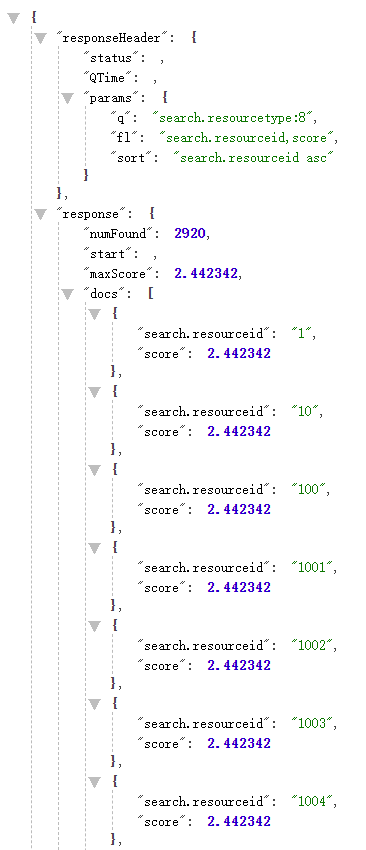 {
"responseHeader": {
"status": ,
"QTime": ,
"params": {
"q": "search.resourcetype:8",
"fl": "search.resourceid,score",
"sort": "search.resourceid asc"
}
},
"response": {
"numFound": 2920,
"start": ,
"maxScore": 2.442342,
"docs": [
{
"search.resourceid": "1",
"score": 2.442342
},
{
"search.resourceid": "10",
"score": 2.442342
},
{
"search.resourceid": "100",
"score": 2.442342
},
{
"search.resourceid": "1001",
"score": 2.442342
},
{
"search.resourceid": "1002",
"score": 2.442342
},
{
"search.resourceid": "1003",
"score": 2.442342
},
{
"search.resourceid": "1004",
"score": 2.442342
},